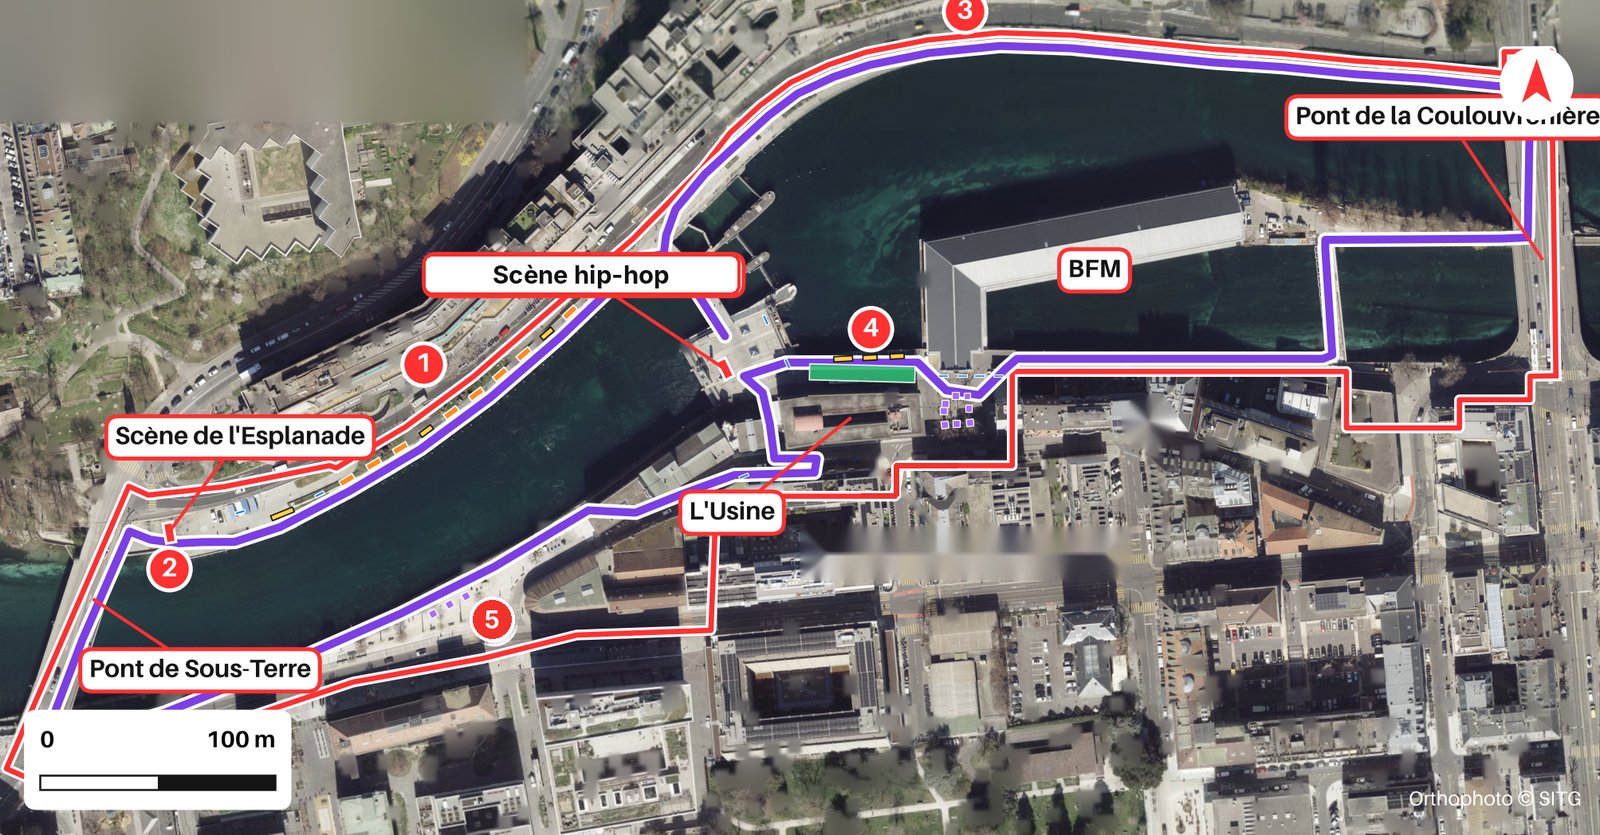 3
Pont de la Coulouvrenière
Scène hip-hop
BFM
4
1
Scène de l'Esplanade
L'Usine
2
5
Pont de Sous-Terre
0 100 m
Orthophoto © SITG